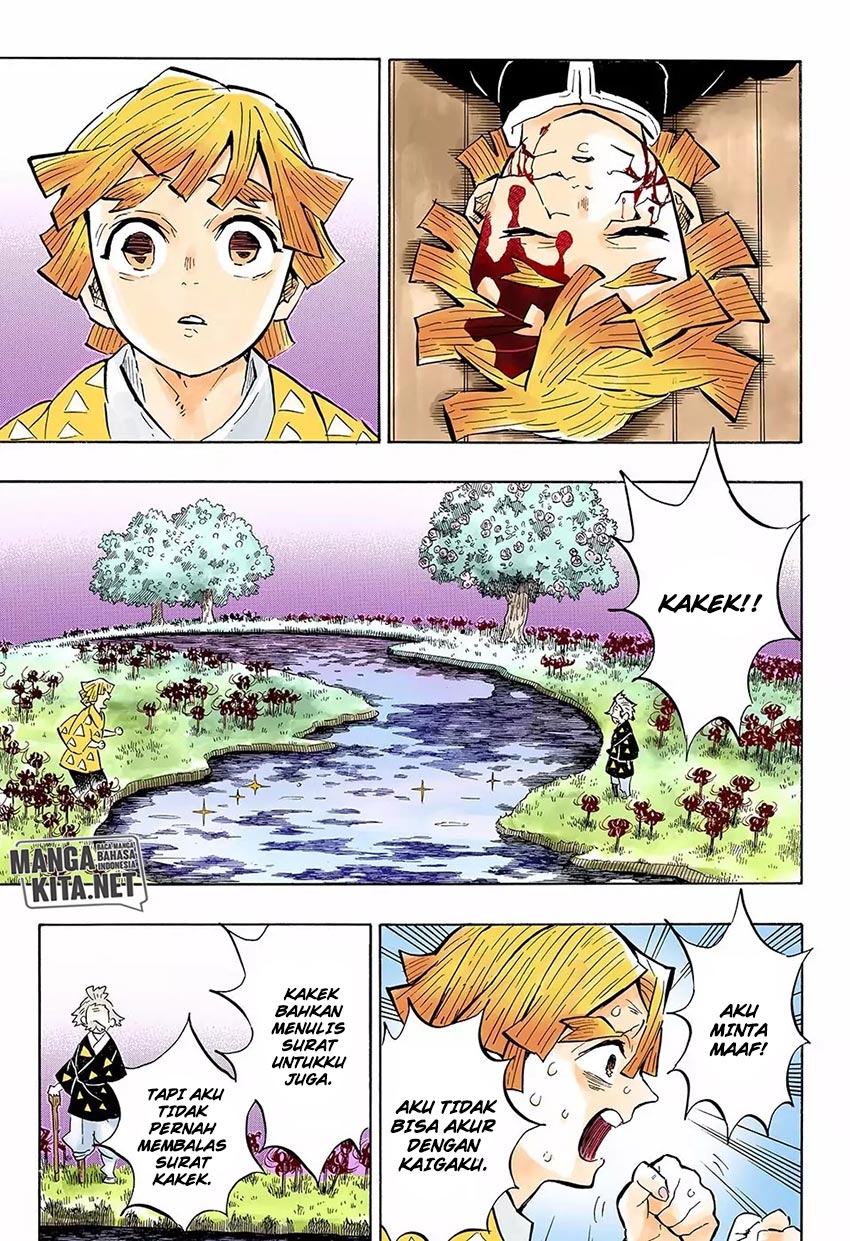 KAKEK!!
MANGA
KITA.NET
BACA MANGA
BAHASA
INDONESIA
AKU
MINTA
MAAF!
AKU TIDAK
BISA AKUR
DENGAN
KAIGAKU.
KAKEK
BAHKAN
MENULIS
SURAT
UNTUKKU
JUGA.
TAPI AKU
TIDAK
PERNAH
MEMBALAS
SURAT
KAKEK.